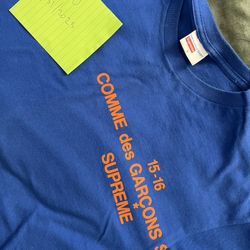 15-16
COMME des GARÇONS S
*
SUPREME